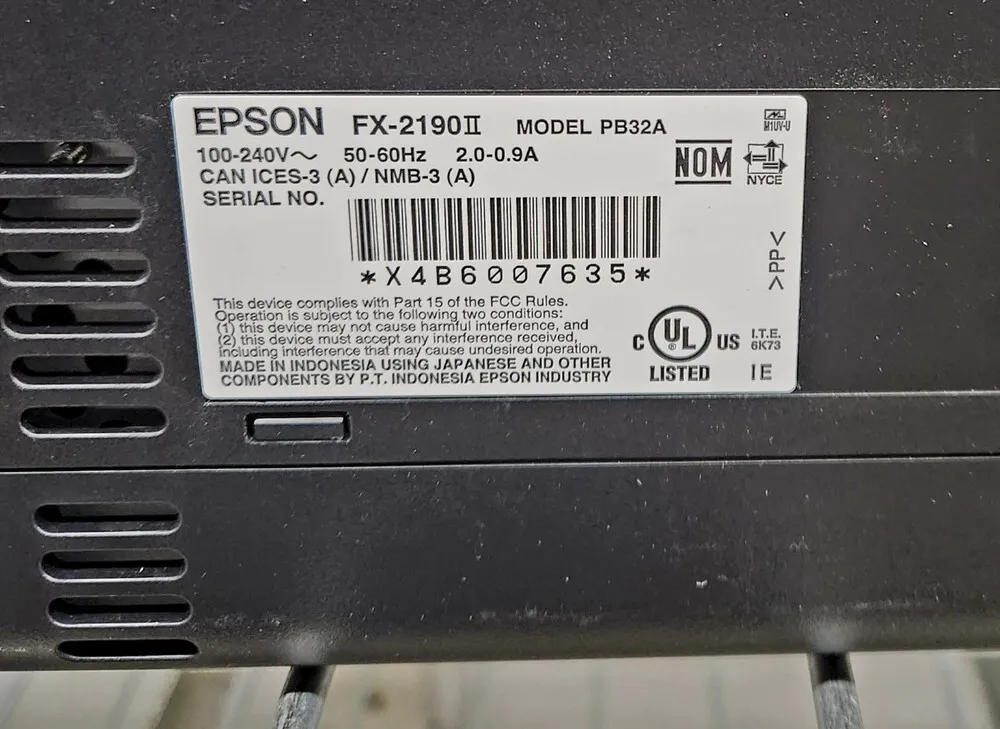 EPSON FX-2190II MODEL PB32A
M1UV-U
100-240V～ 50-60Hz 2.0-0.9A
CAN ICES-3 (A) / NMB-3 (A)
NOM
NYCE
SERIAL NO.
*X4B6007635*
>PP<
This device complies with Part 15 of the FCC Rules.
Operation is subject to the following two conditions:
(1) this device may not cause harmful interference, and
(2) this device must accept any interference received,
including interference that may cause undesired operation.
MADE IN INDONESIA USING JAPANESE AND OTHER
COMPONENTS BY P.T. INDONESIA EPSON INDUSTRY
C UL ® US
LISTED
I.T.E.
6K73
IE